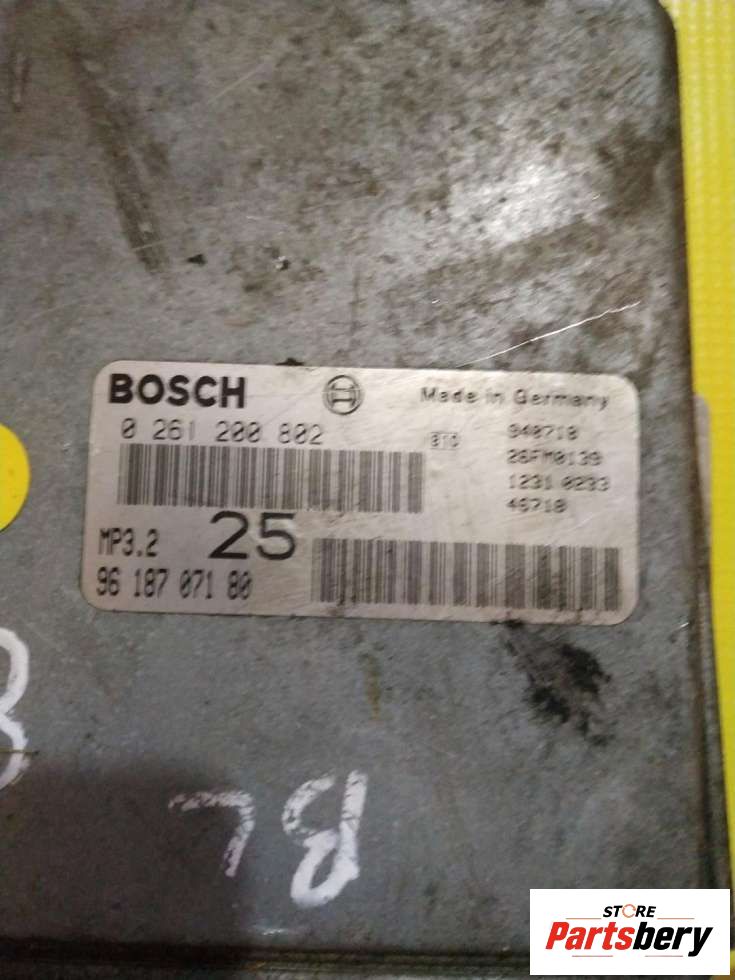 BOSCH
Made in Germany
0 261 200 802
940718
26FM0139
1231 0233
46718
MP3.2
25
96 187 071 80
BL
STORE
Partsbery